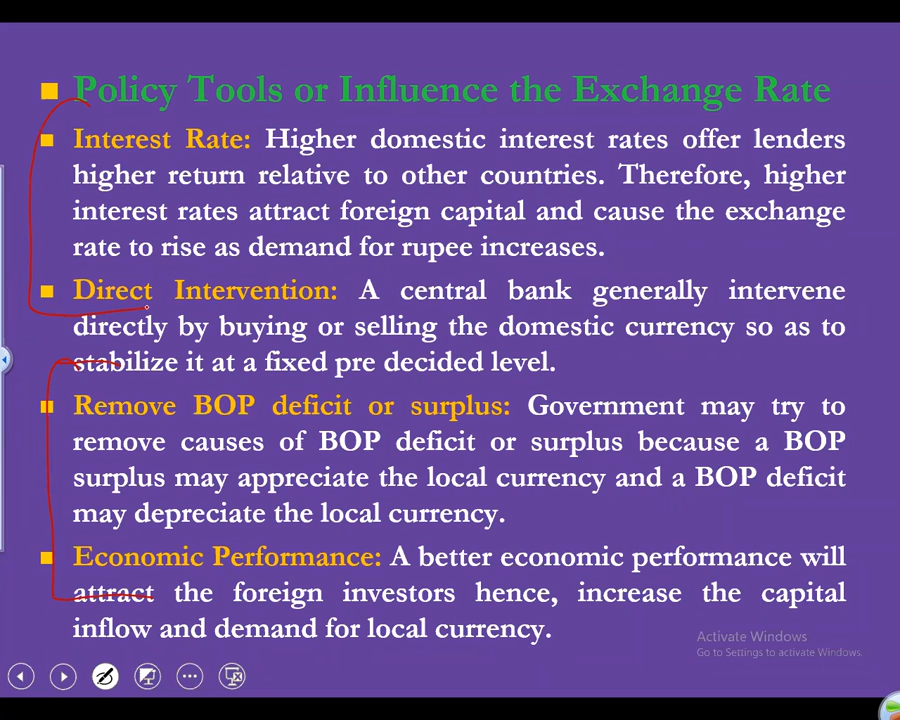 Policy Tools or Influence the Exchange Rate
Interest Rate: Higher domestic interest rates offer lenders
higher return relative to other countries. Therefore, higher
interest rates attract foreign capital and cause the exchange
rate to rise as demand for rupee increases.
Direct Intervention: A central bank generally intervene
directly by buying or selling the domestic currency so as to
stabilize it at a fixed pre decided level.
Remove BOP deficit or surplus: Government may try to
remove causes of BOP deficit or surplus because a BOP
surplus may appreciate the local currency and a BOP deficit
may depreciate the local currency.
Economic Performance: A better economic performance will
attract the foreign investors hence, increase the capital
inflow and demand for local currency.
Activate Windows
Go to Settings to activate Windows.